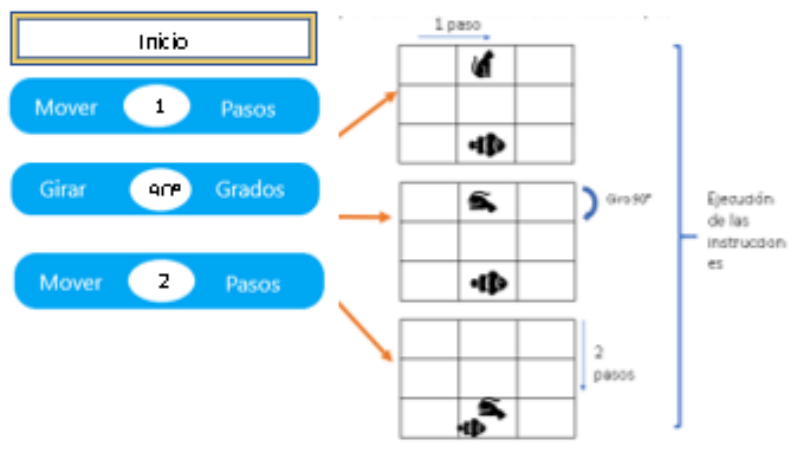 Inicio
Mover 1 Pasos
Girar 90° Grados
Mover 2 Pasos
1 paso
Giro 90°
2
pasos
Ejecución
de las
instruccion
es